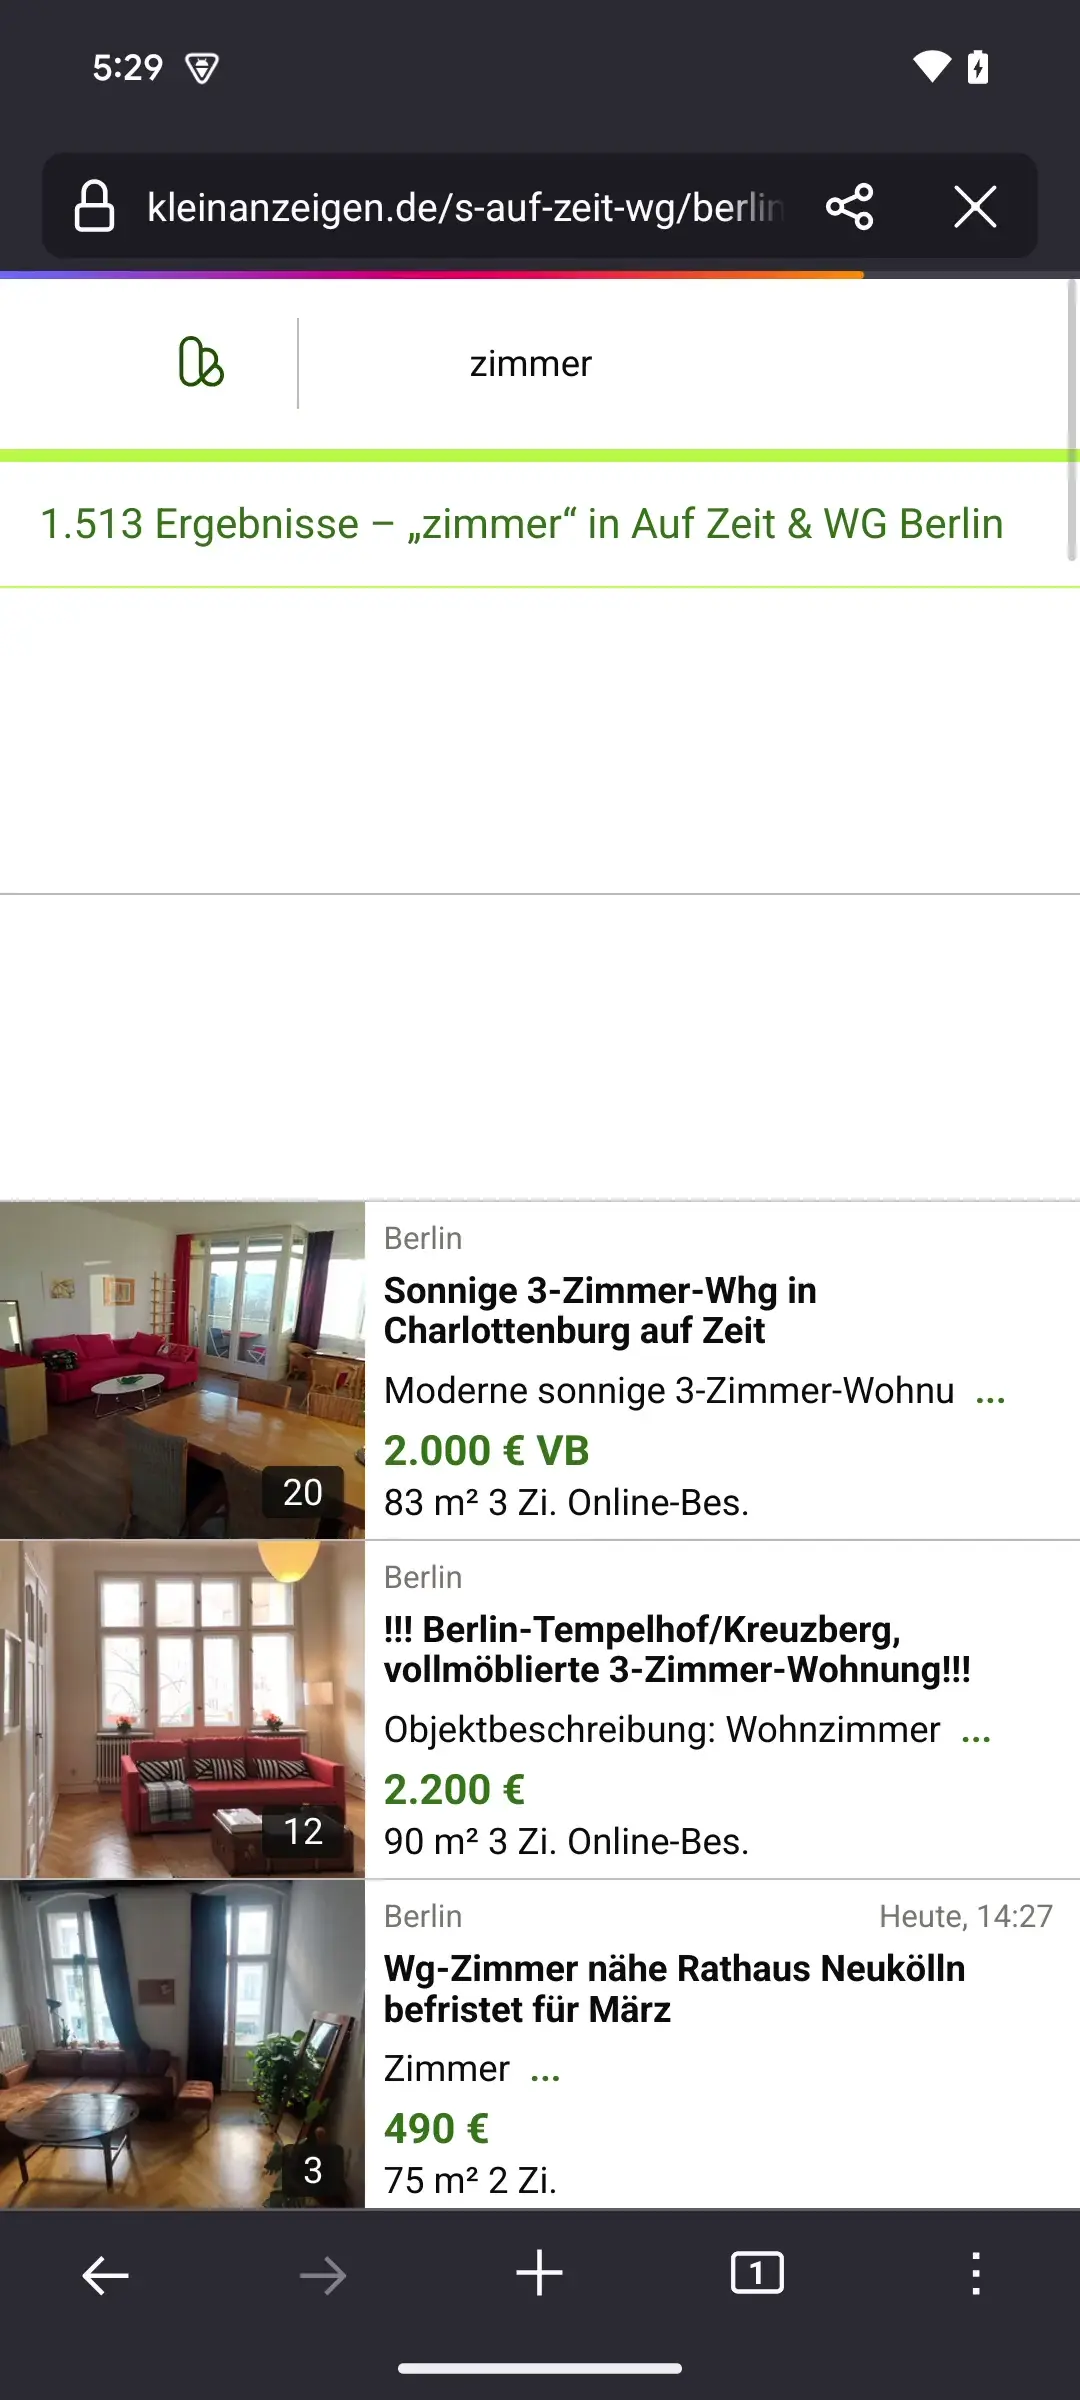 5:29
kleinanzeigen.de/s-auf-zeit-wg/berlin
zimmer
1.513 Ergebnisse – „zimmer“ in Auf Zeit & WG Berlin
Berlin
Sonnige 3-Zimmer-Whg in
Charlottenburg auf Zeit
Moderne sonnige 3-Zimmer-Wohnu ...
2.000 € VB
83 m² 3 Zi. Online-Bes.
20
Berlin
!!! Berlin-Tempelhof/Kreuzberg,
vollmöblierte 3-Zimmer-Wohnung!!!
Objektbeschreibung: Wohnzimmer ...
2.200 €
90 m² 3 Zi. Online-Bes.
12
Berlin Heute, 14:27
Wg-Zimmer nähe Rathaus Neukölln
befristet für März
Zimmer ...
490 €
75 m² 2 Zi.
3
1